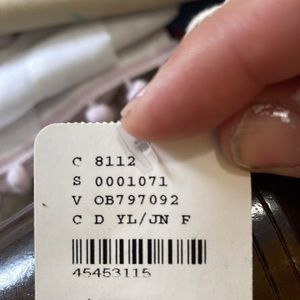 C 8112
S 0001071
V OB797092
C D YL/JN F
45453115